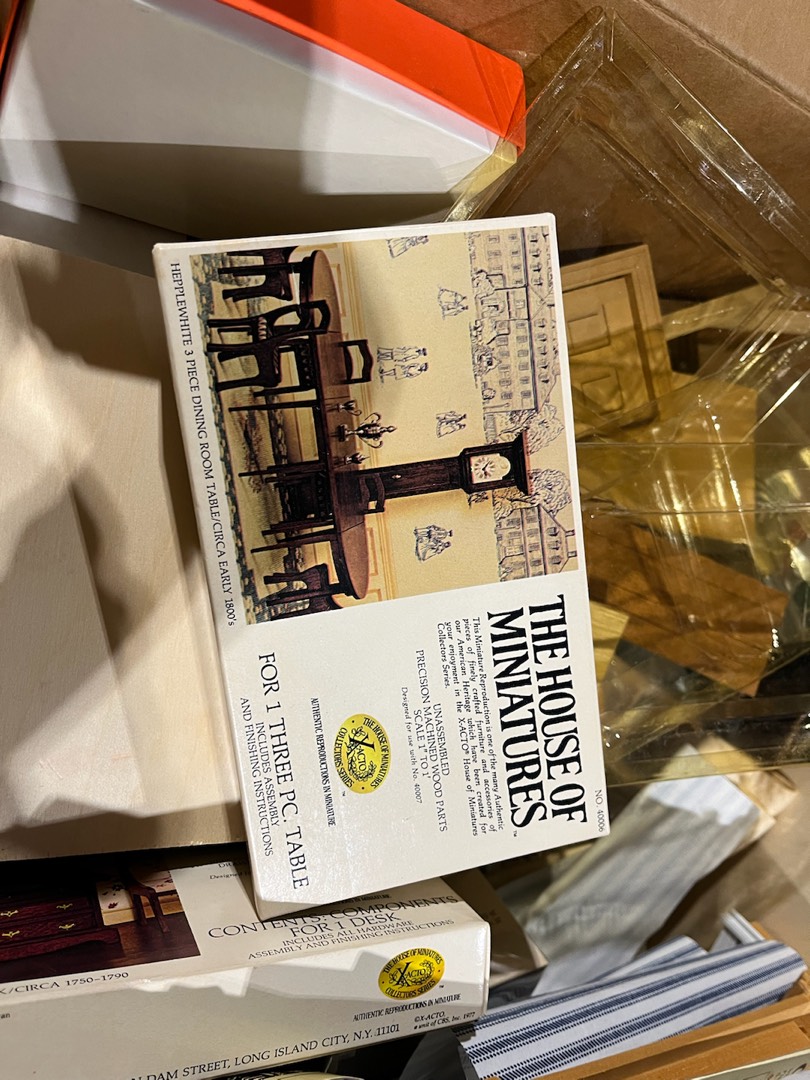 NO. 40006
THE HOUSE OF
MINIATURES™
This Miniature Reproduction is one of the many Authentic
pieces of finely crafted furniture and accessories of
our American Heritage which have been created for
your enjoyment in the X-ACTO® House of Miniatures
Collectors Series.
UNASSEMBLED
PRECISION MACHINED WOOD PARTS
SCALE 1" TO 1'
Designed for use with No. 40007
THE HOUSE OF MINIATURES
X-ACTO
COLLECTORS SERIES
™
AUTHENTIC REPRODUCTIONS IN MINIATURE
FOR 1 THREE PC. TABLE
INCLUDES ASSEMBLY
AND FINISHING INSTRUCTIONS
HEPPLEWHITE 3 PIECE DINING ROOM TABLE/CIRCA EARLY 1800's
CONTENTS: COMPONENTS
FOR 1 DESK
INCLUDES ALL HARDWARE
ASSEMBLY AND FINISHING INSTRUCTIONS
/CIRCA 1750-1790
THE HOUSE OF MINIATURES
X-ACTO
COLLECTORS SERIES
AUTHENTIC REPRODUCTIONS IN MINIATURE
©X-ACTO.
a unit of CBS, Inc. 1977
STREET, LONG ISLAND CITY, N.Y. 11101